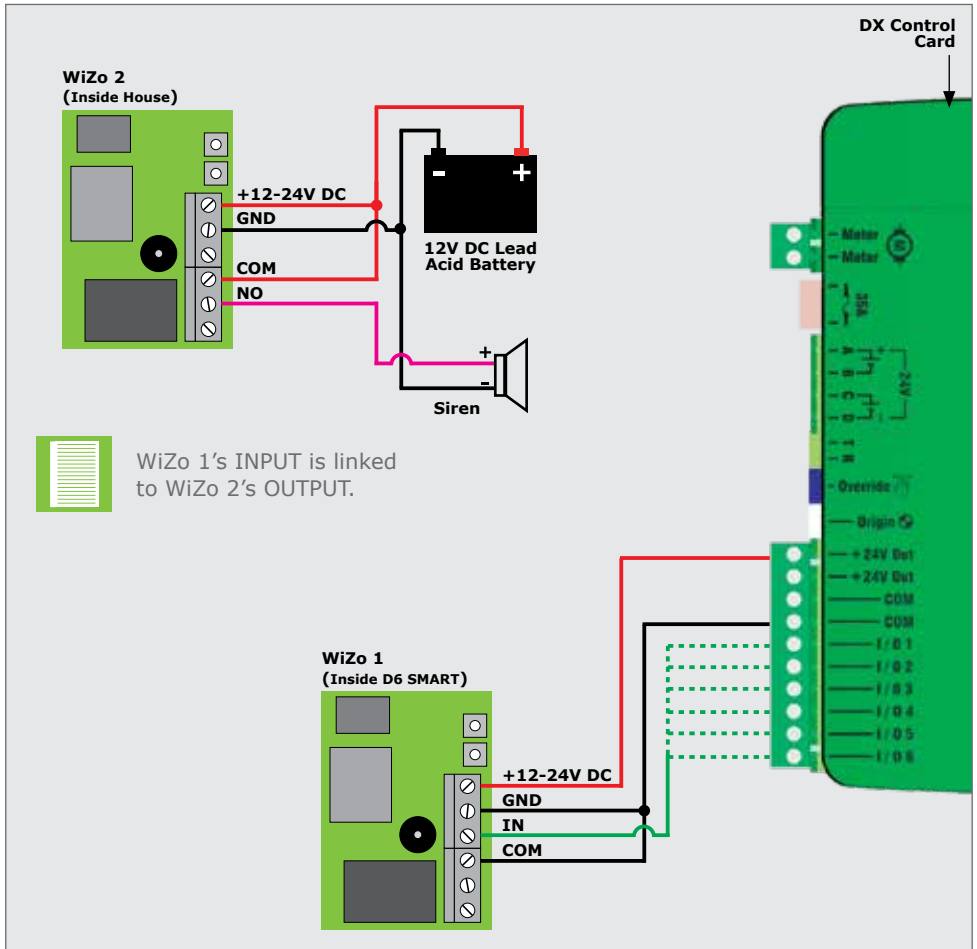 DX Control
Card
WiZo 2
(Inside House)
+12-24V DC
GND
COM
NO
- +
12V DC Lead
Acid Battery
+
-
Siren
WiZo 1's INPUT is linked
to WiZo 2's OUTPUT.
Motor
Motor
M
35A
A
B
C
D
+
-
24V
Override
Origin
+24V Out
+24V Out
COM
COM
I/O 1
I/O 2
I/O 3
I/O 4
I/O 5
I/O 6
WiZo 1
(Inside D6 SMART)
+12-24V DC
GND
IN
COM